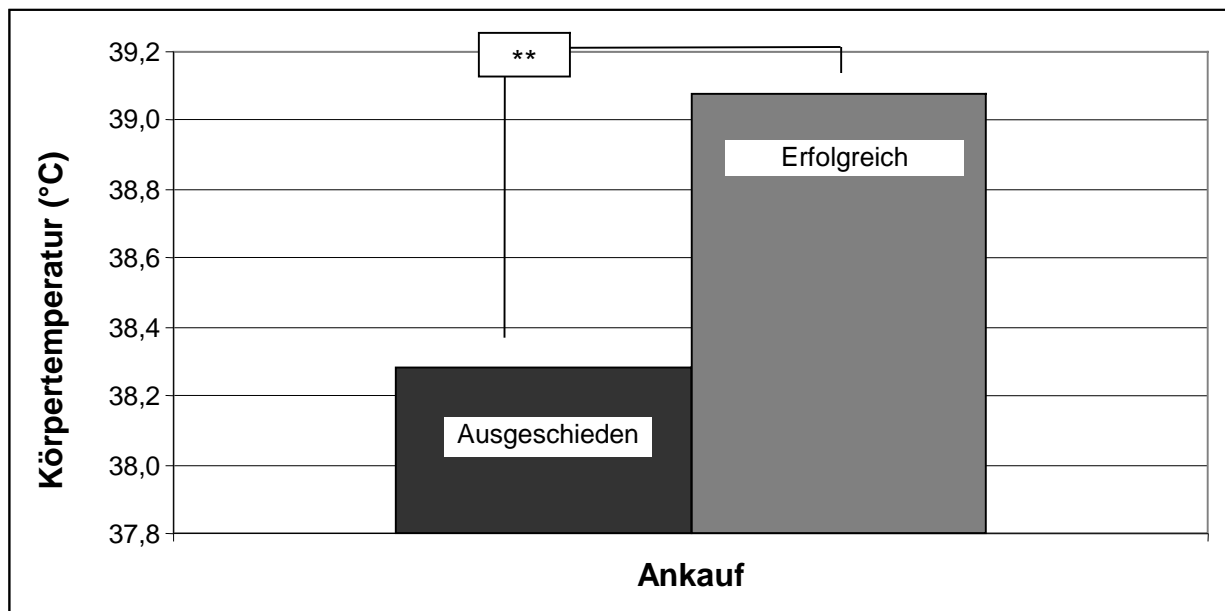 39,2
39,0
38,8
38,6
38,4
38,2
38,0
37,8
Körpertemperatur (°C)
**
Erfolgreich
Ausgeschieden
Ankauf